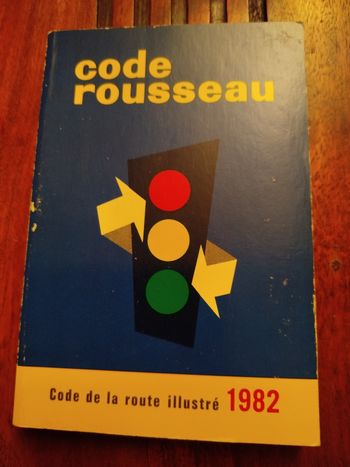 code
rousseau
Code de la route illustré 1982